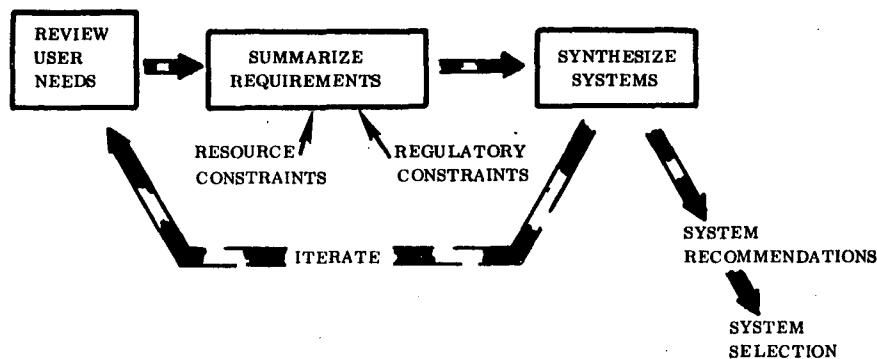 REVIEW
USER
NEEDS
SUMMARIZE
REQUIREMENTS
SYNTHESIZE
SYSTEMS
RESOURCE
CONSTRAINTS
REGULATORY
CONSTRAINTS
ITERATE
SYSTEM
RECOMMENDATIONS
SYSTEM
SELECTION